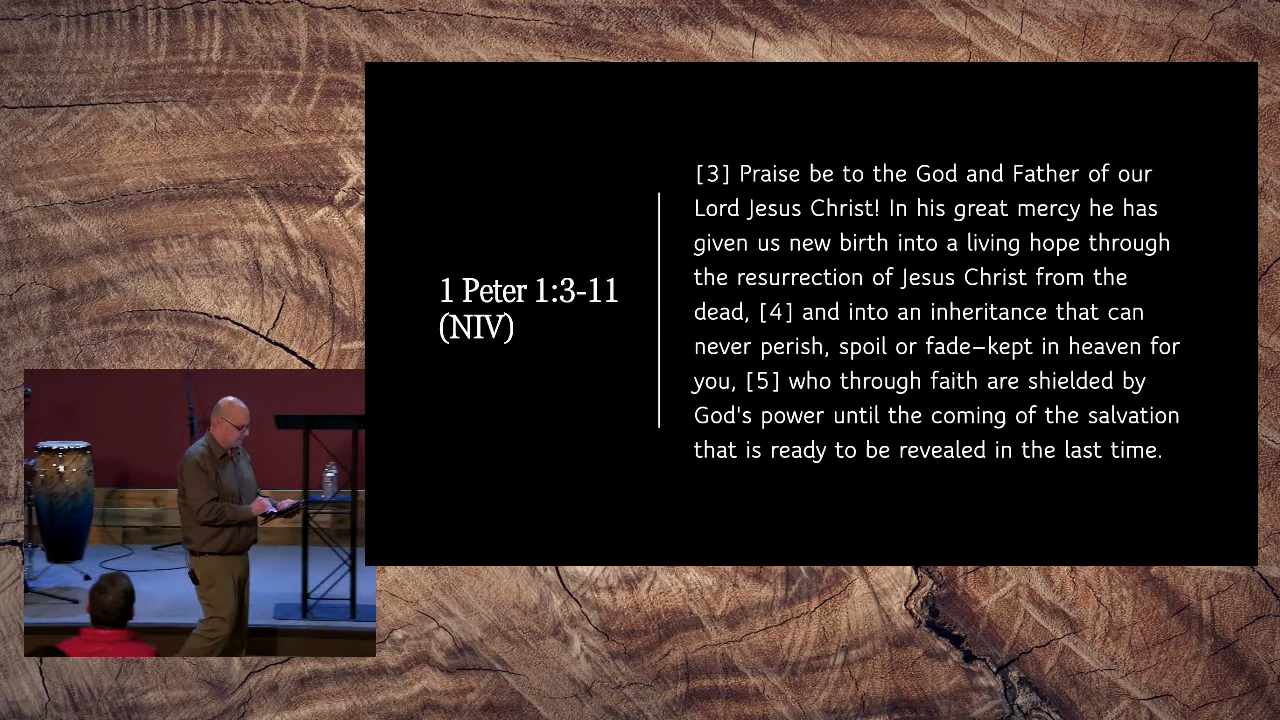 1 Peter 1:3-11
(NIV)
[3] Praise be to the God and Father of our
Lord Jesus Christ! In his great mercy he has
given us new birth into a living hope through
the resurrection of Jesus Christ from the
dead, [4] and into an inheritance that can
never perish, spoil or fade—kept in heaven for
you, [5] who through faith are shielded by
God's power until the coming of the salvation
that is ready to be revealed in the last time.